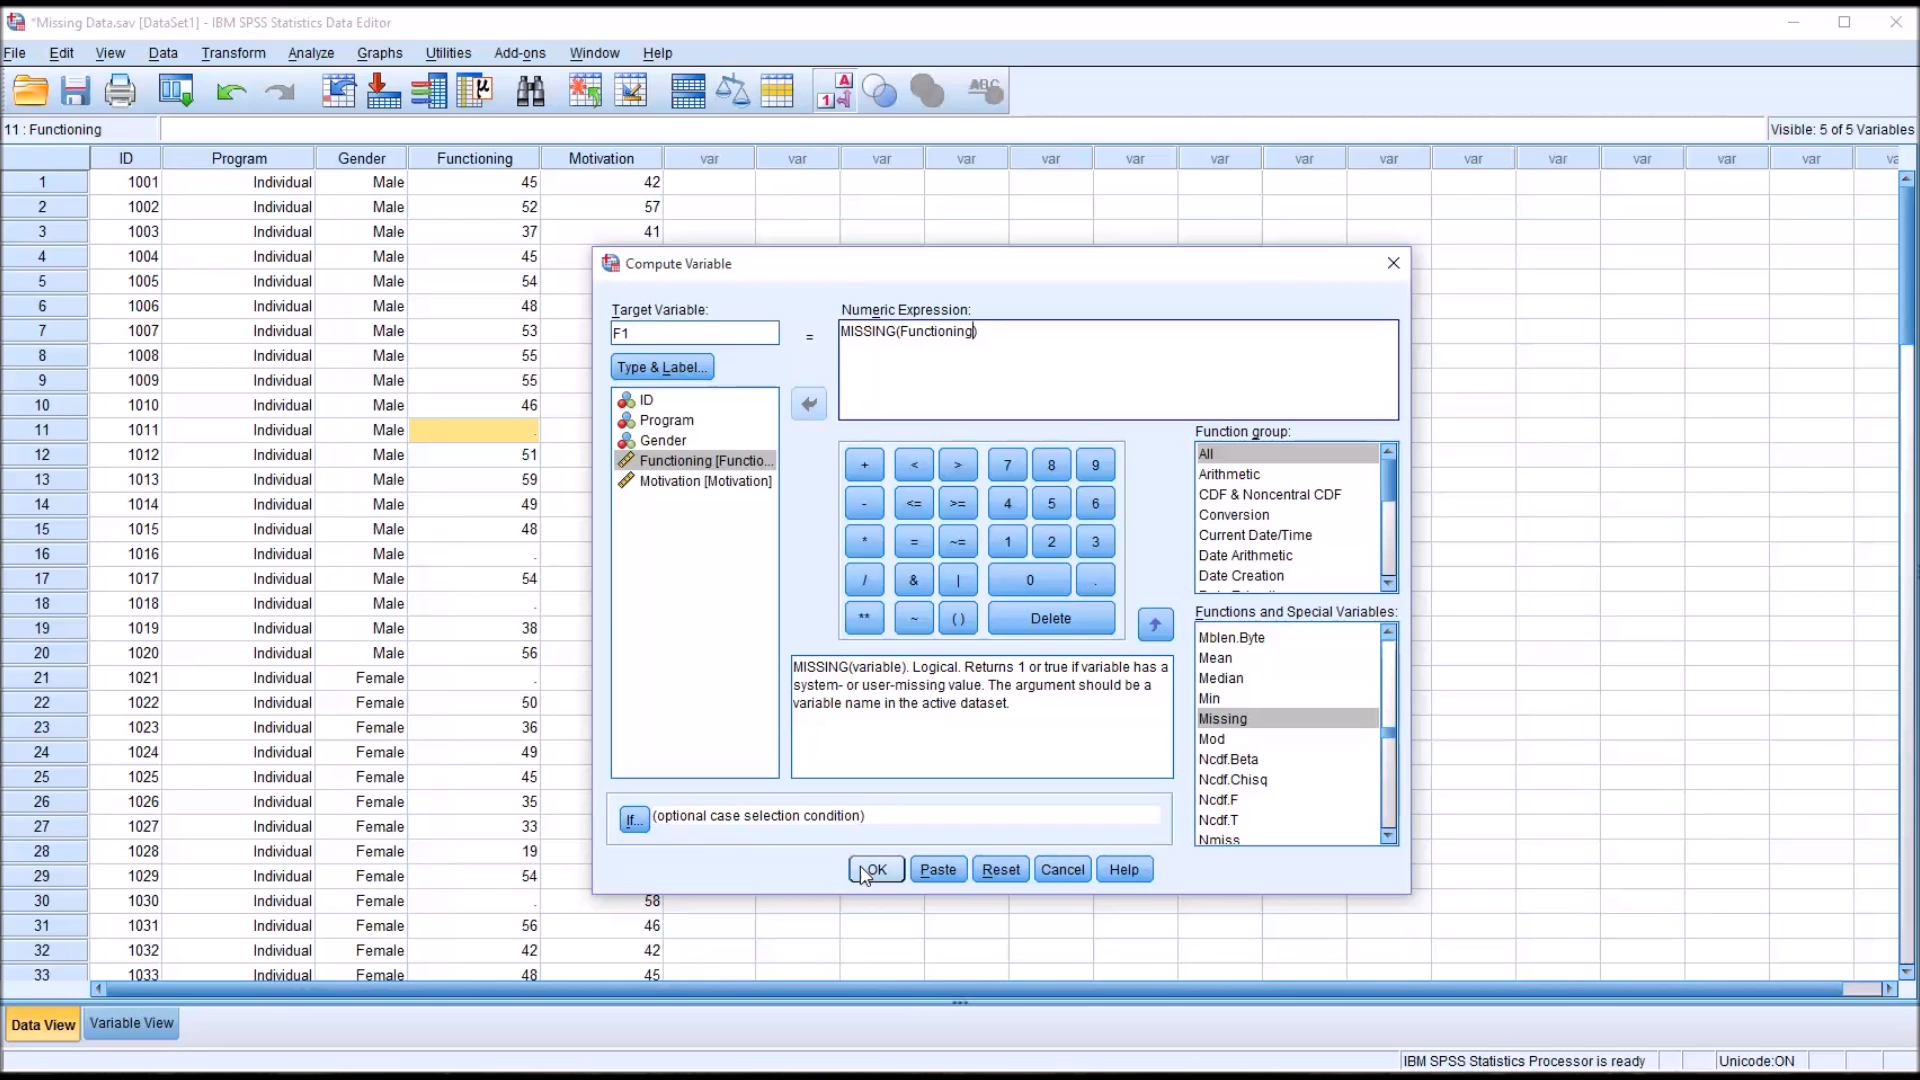 *Missing Data.sav [DataSet1] - IBM SPSS Statistics Data Editor
File Edit View Data Transform Analyze Graphs Utilities Add-ons Window Help
11 : Functioning
Visible: 5 of 5 Variables
ID Program Gender Functioning Motivation var var var var var var var var var var var var var var
1 1001 Individual Male 45 42
2 1002 Individual Male 52 57
3 1003 Individual Male 37 41
4 1004 Individual Male 45
5 1005 Individual Male 54
6 1006 Individual Male 48
7 1007 Individual Male 53
8 1008 Individual Male 55
9 1009 Individual Male 55
10 1010 Individual Male 46
11 1011 Individual Male .
12 1012 Individual Male 51
13 1013 Individual Male 59
14 1014 Individual Male 49
15 1015 Individual Male 48
16 1016 Individual Male .
17 1017 Individual Male 54
18 1018 Individual Male .
19 1019 Individual Male 38
20 1020 Individual Male 56
21 1021 Individual Female .
22 1022 Individual Female 50
23 1023 Individual Female 36
24 1024 Individual Female 49
25 1025 Individual Female 45
26 1026 Individual Female 35
27 1027 Individual Female 33
28 1028 Individual Female 19
29 1029 Individual Female 54
30 1030 Individual Female . 58
31 1031 Individual Female 56 46
32 1032 Individual Female 42 42
33 1033 Individual Female 48 45
Compute Variable
Target Variable:
F1
=
Numeric Expression:
MISSING(Functioning)
Type & Label...
ID
Program
Gender
Functioning [Functio...
Motivation [Motivation]
+ < > 7 8 9
- <= >= 4 5 6
* = ~= 1 2 3
/ & | 0 .
** ~ ( ) Delete
Function group:
All
Arithmetic
CDF & Noncentral CDF
Conversion
Current Date/Time
Date Arithmetic
Date Creation
Functions and Special Variables:
Mblen.Byte
Mean
Median
Min
Missing
Mod
Ncdf.Beta
Ncdf.Chisq
Ncdf.F
Ncdf.T
Nmiss
MISSING(variable). Logical. Returns 1 or true if variable has a
system- or user-missing value. The argument should be a
variable name in the active dataset.
If... (optional case selection condition)
OK Paste Reset Cancel Help
Data View Variable View
IBM SPSS Statistics Processor is ready Unicode:ON